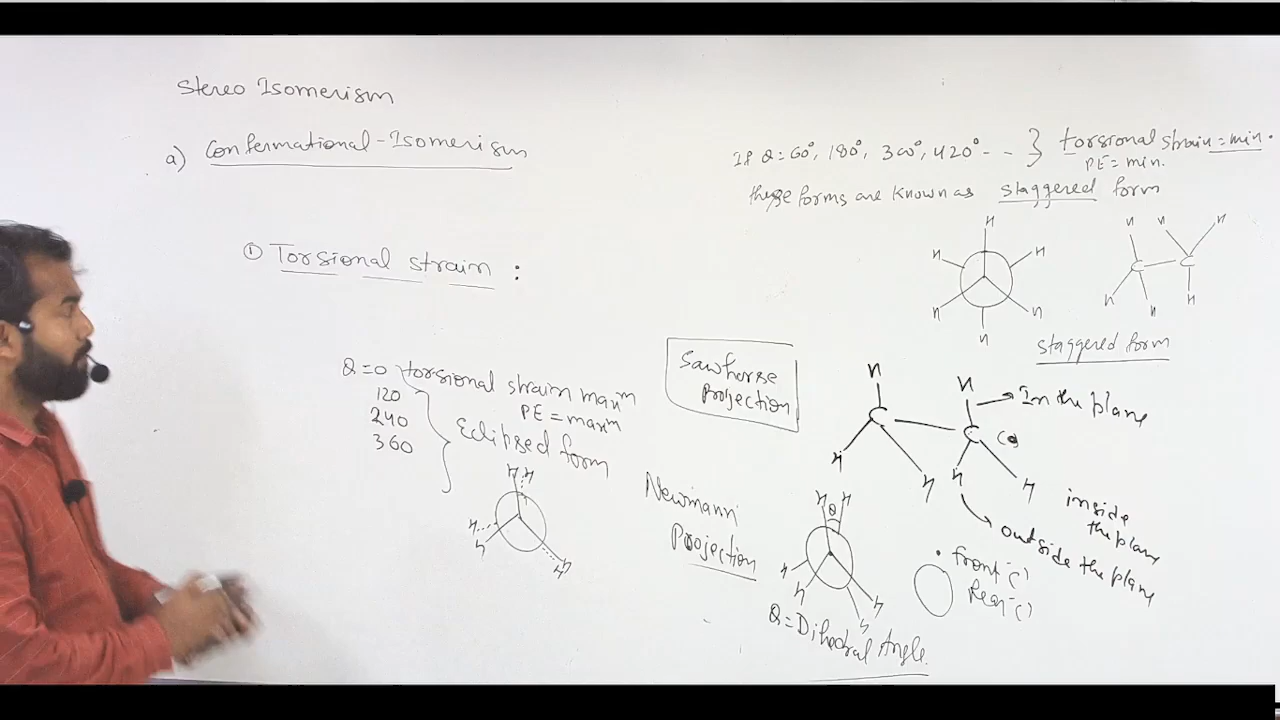 Stereo Isomerism
a) Confermational-Isomerism
① Torsional strain :
If Q = 60°, 180°, 300°, 420° - - } torsional strain = min.
PE = min.
these forms are known as staggered form
H
H H
H H
H
H H H
C C
H H H
staggered form
Q = 0 torsional strain maxᵐ
120 PE = maxᵐ
240 Eclipsed form
360
H H
H
H
H
H
Sawhorse
Projection
H H In the plane
C C
H H H H
inside
the plane
outside the plane
Newmann
Projection
H H
θ
H
H H
H
Q = Dihedral Angle
• front C
Rear C